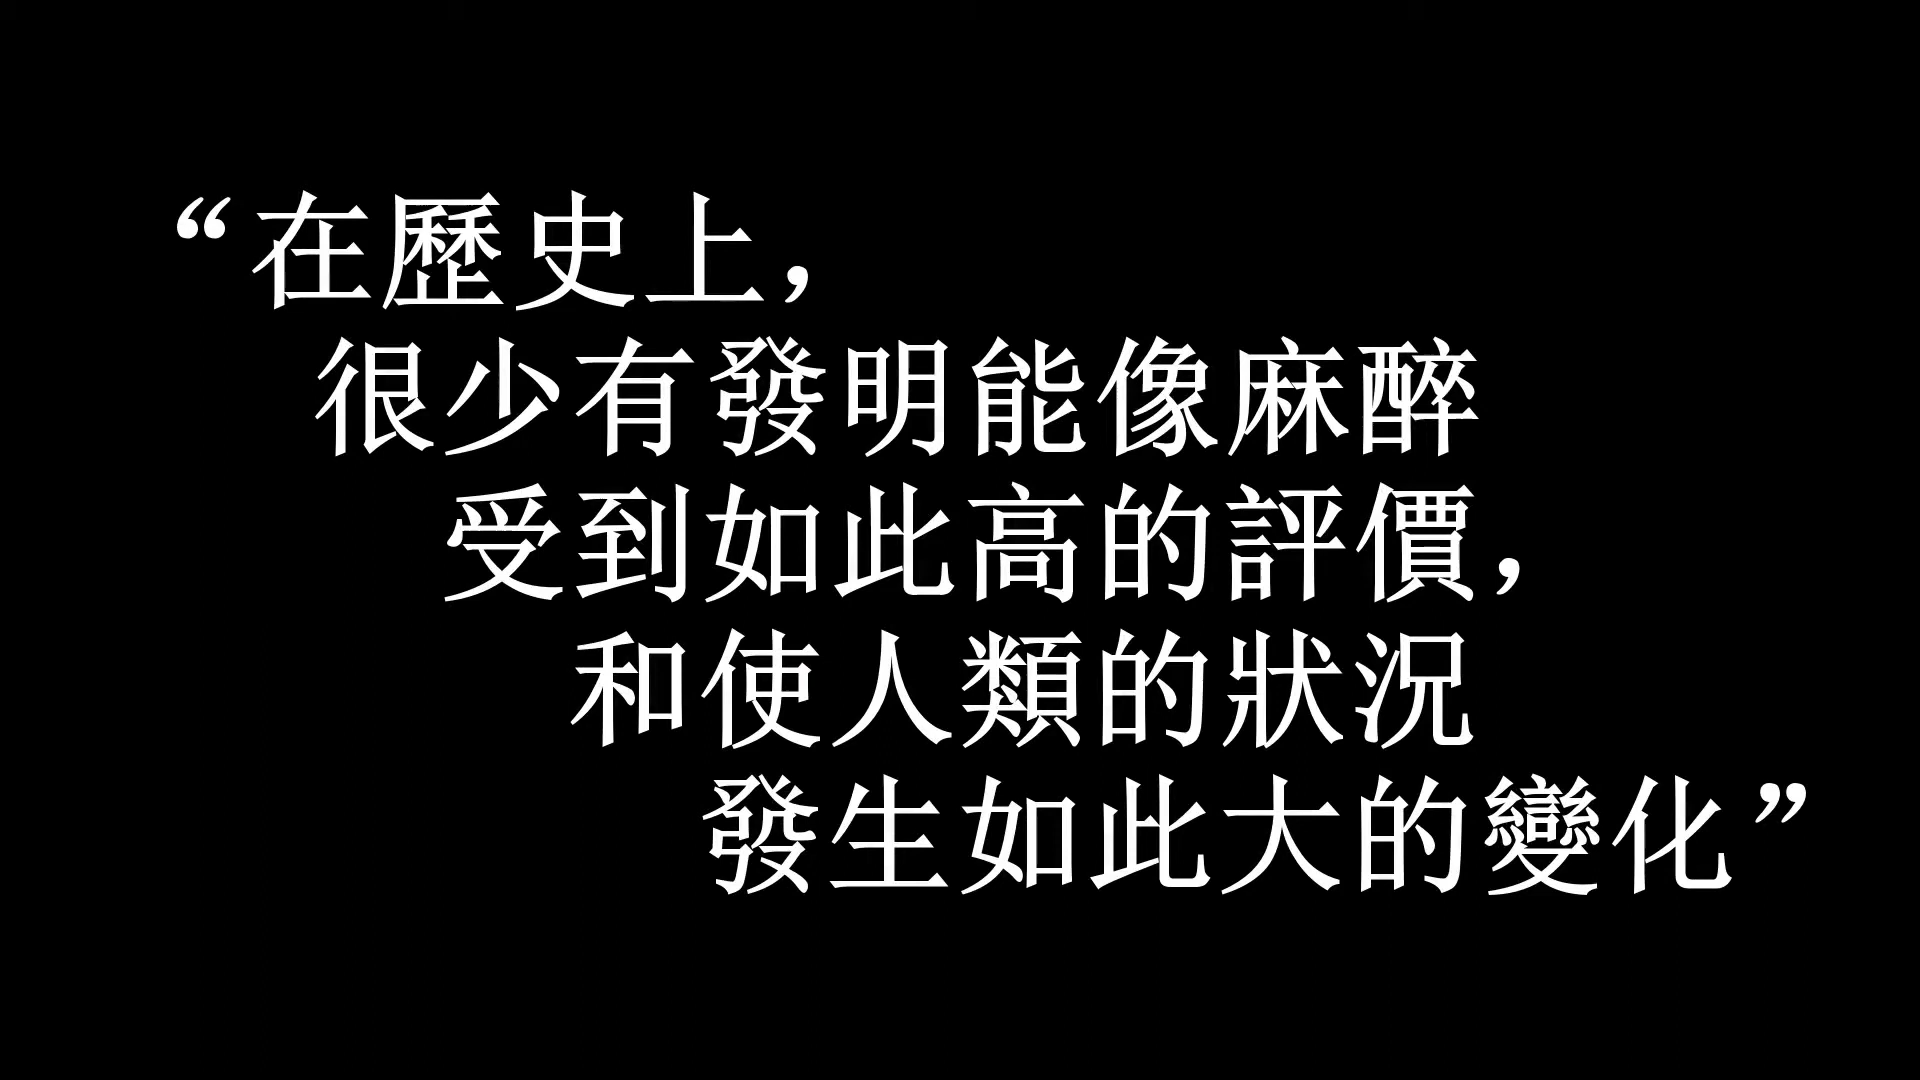 “在歷史上，
很少有發明能像麻醉
受到如此高的評價，
和使人類的狀況
發生如此大的變化”